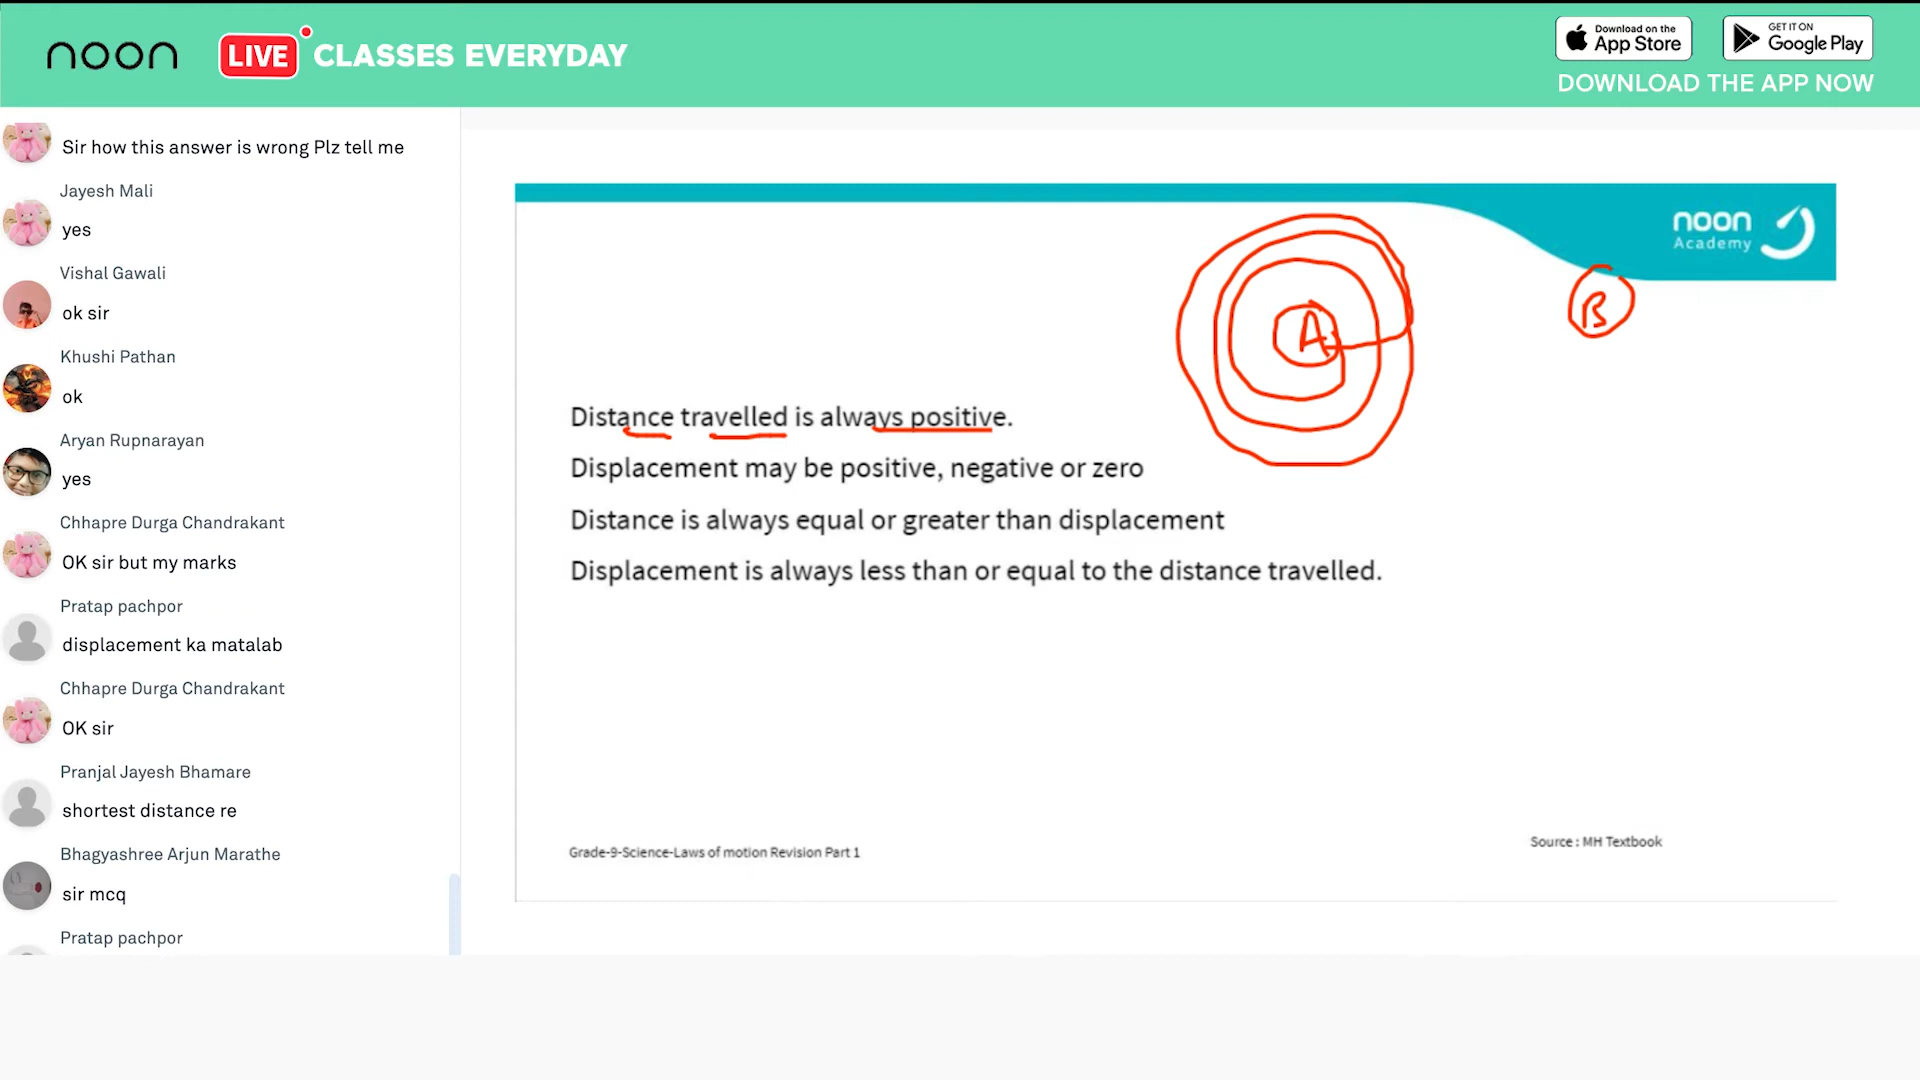 noon LIVE CLASSES EVERYDAY
Download on the App Store
GET IT ON Google Play
DOWNLOAD THE APP NOW
Sir how this answer is wrong Plz tell me
Jayesh Mali
yes
Vishal Gawali
ok sir
Khushi Pathan
ok
Aryan Rupnarayan
yes
Chhapre Durga Chandrakant
OK sir but my marks
Pratap pachpor
displacement ka matalab
Chhapre Durga Chandrakant
OK sir
Pranjal Jayesh Bhamare
shortest distance re
Bhagyashree Arjun Marathe
sir mcq
Pratap pachpor
noon
Academy
A
B
Distance travelled is always positive.
Displacement may be positive, negative or zero
Distance is always equal or greater than displacement
Displacement is always less than or equal to the distance travelled.
Grade-9-Science-Laws of motion Revision Part 1
Source : MH Textbook